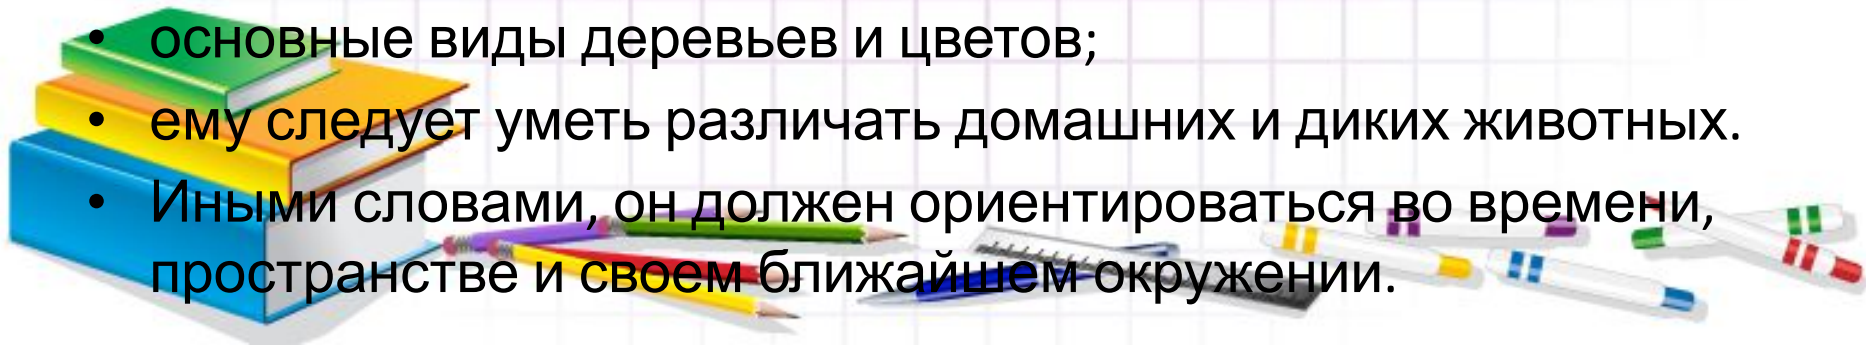 • основные виды деревьев и цветов;
• ему следует уметь различать домашних и диких животных.
• Иными словами, он должен ориентироваться во времени,
пространстве и своем ближайшем окружении.